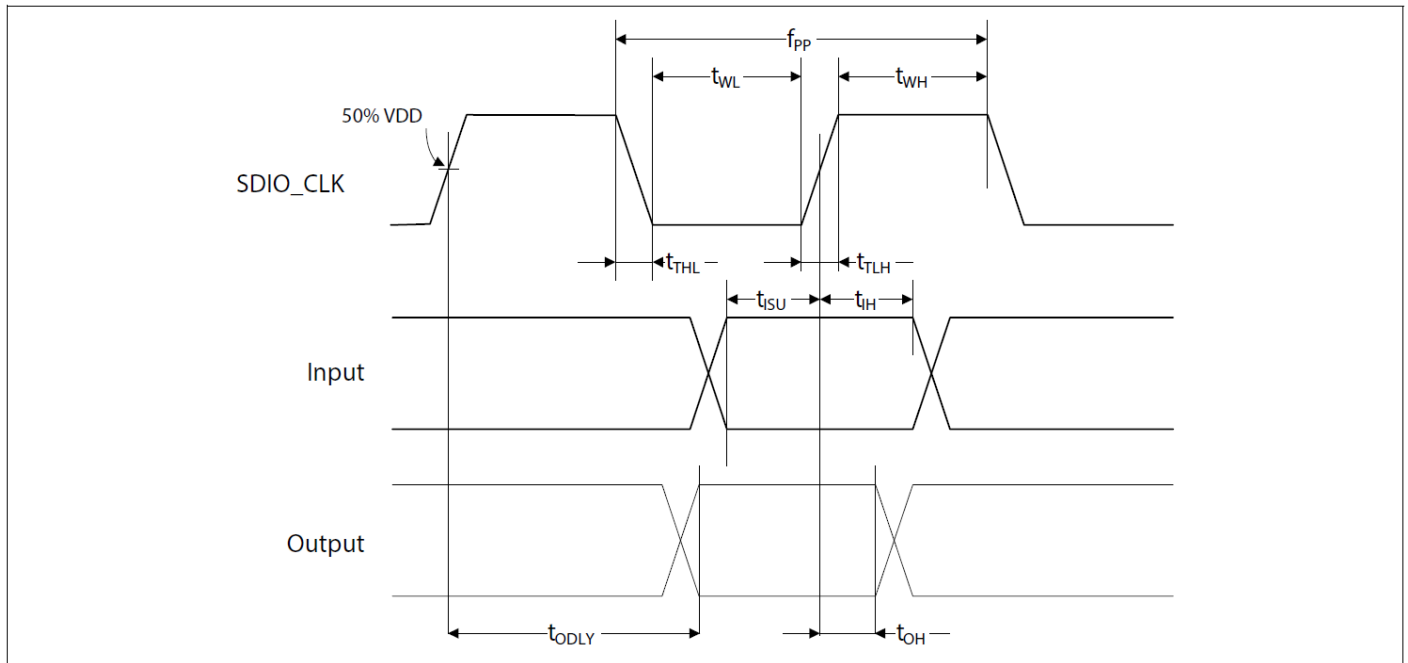 fPP
tWL
tWH
50% VDD
SDIO_CLK
tTHL
tTLH
tISU
tIH
Input
Output
tODLY
tOH